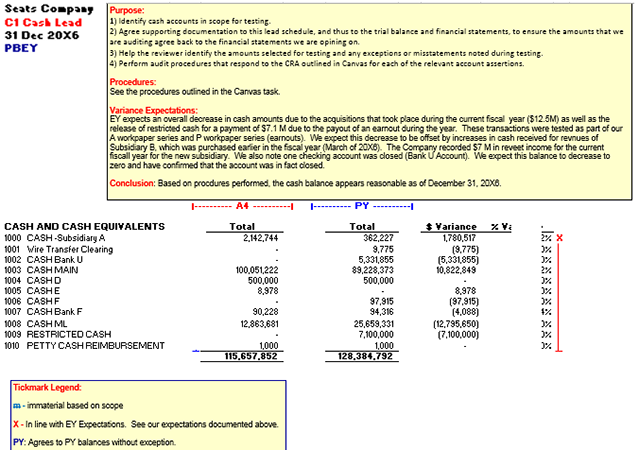 Seats Company
C1 Cash Lead
31 Dec 20X6
PBEY
Purpose:
1) Identify cash accounts in scope for testing.
2) Agree supporting documentation to this lead schedule, and thus to the trial balance and financial statements, to ensure the amounts that we
are auditing agree back to the financial statements we are opining on.
3) Help the reviewer identify the amounts selected for testing and any exceptions or misstatements noted during testing.
4) Perform audit procedures that respond to the CRA outlined in Canvas for each of the relevant account assertions.
Procedures:
See the procedures outlined in the Canvas task.
Variance Expectations:
EY expects an overall decrease in cash amounts due to the acquisitions that took place during the current fiscal year ($12.5M) as well as the
release of restricted cash for a payment of $7.1 M due to the payout of an earnout during the year. These transactions were tested as part of our
A workpaper series and P workpaper series (earnouts). We expect this decrease to be offset by increases in cash received for revnues of
Subsidiary B, which was purchased earlier in the fiscal year (March of 20X6). The Company recorded $7 M in reveet income for the current
fiscall year for the new subsidiary. We also note one checking account was closed (Bank U Account). We expect this balance to decrease to
zero and have confirmed that the account was in fact closed.
Conclusion: Based on procdures performed, the cash balance appears reasonable as of December 31, 20X6.
A4 PY
CASH AND CASH EQUIVALENTS Total Total $ Variance % Va
1000 CASH -Subsidiary A 2,142,744 362,227 1,780,517 2% X
1001 Wire Transfer Clearing - 9,775 (9,775) 0%
1002 CASH Bank U - 5,331,855 (5,331,855) 0%
1003 CASH MAIN 100,051,222 89,228,373 10,822,849 2%
1004 CASH D 500,000 500,000 - 0%
1005 CASH E 8,978 - 8,978 0%
1006 CASH F - 97,915 (97,915) 0%
1007 CASH Bank F 90,228 94,316 (4,088) 4%
1008 CASH ML 12,863,681 25,659,331 (12,795,650) 0%
1009 RESTRICTED CASH - 7,100,000 (7,100,000) 0%
1010 PETTY CASH REIMBURSEMENT 1,000 1,000 - 0%
115,657,852 128,384,792
Tickmark Legend:
m - immaterial based on scope
X - In line with EY Expectations. See our expectations documented above.
PY: Agrees to PY balances without exception.